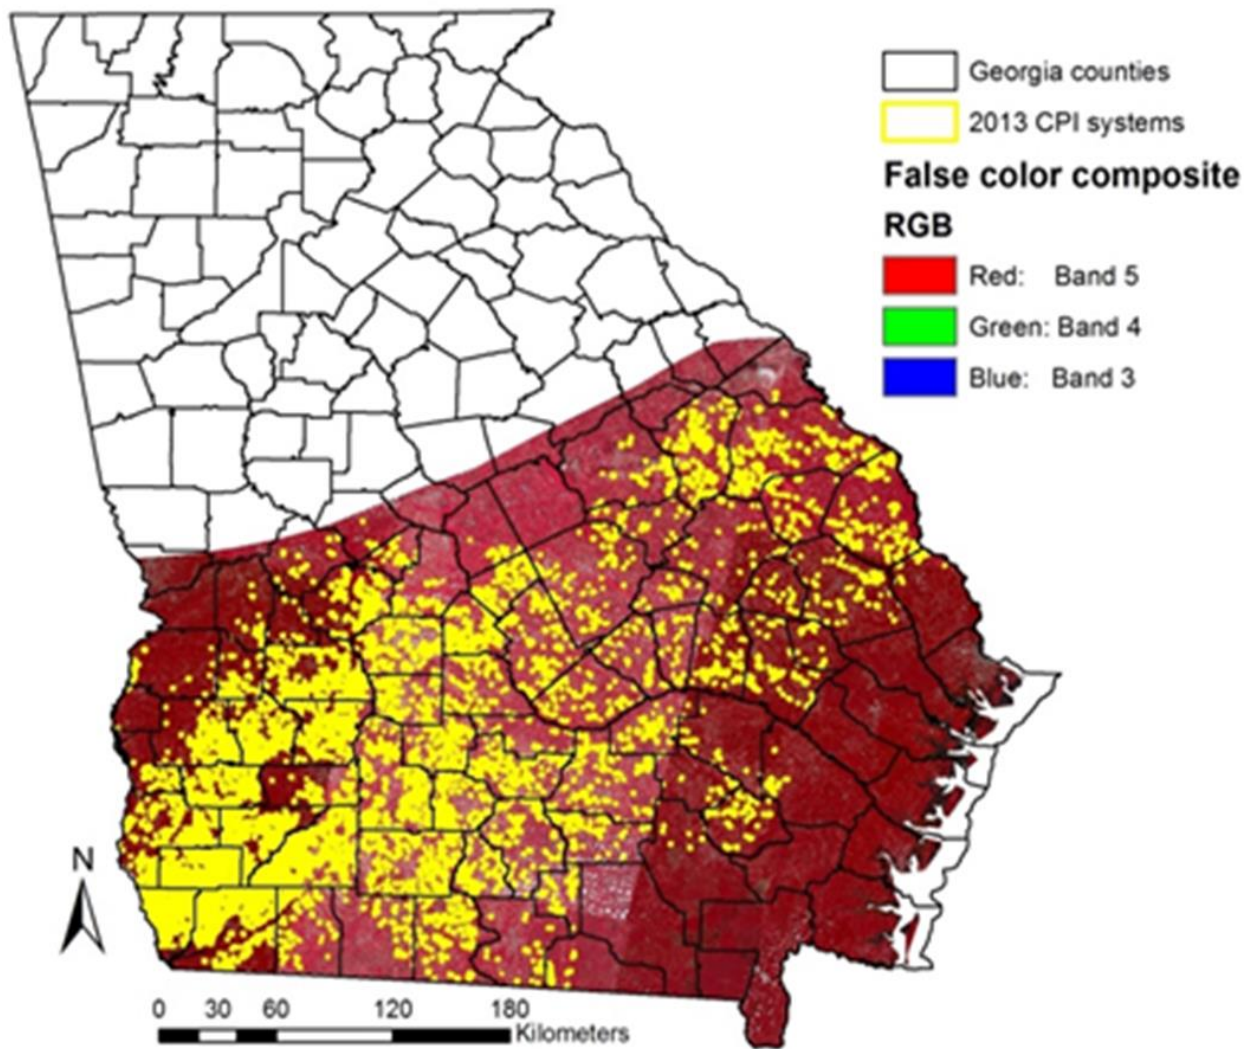 Georgia counties
2013 CPI systems
False color composite
RGB
Red: Band 5
Green: Band 4
Blue: Band 3
N
0 30 60 120 180
Kilometers